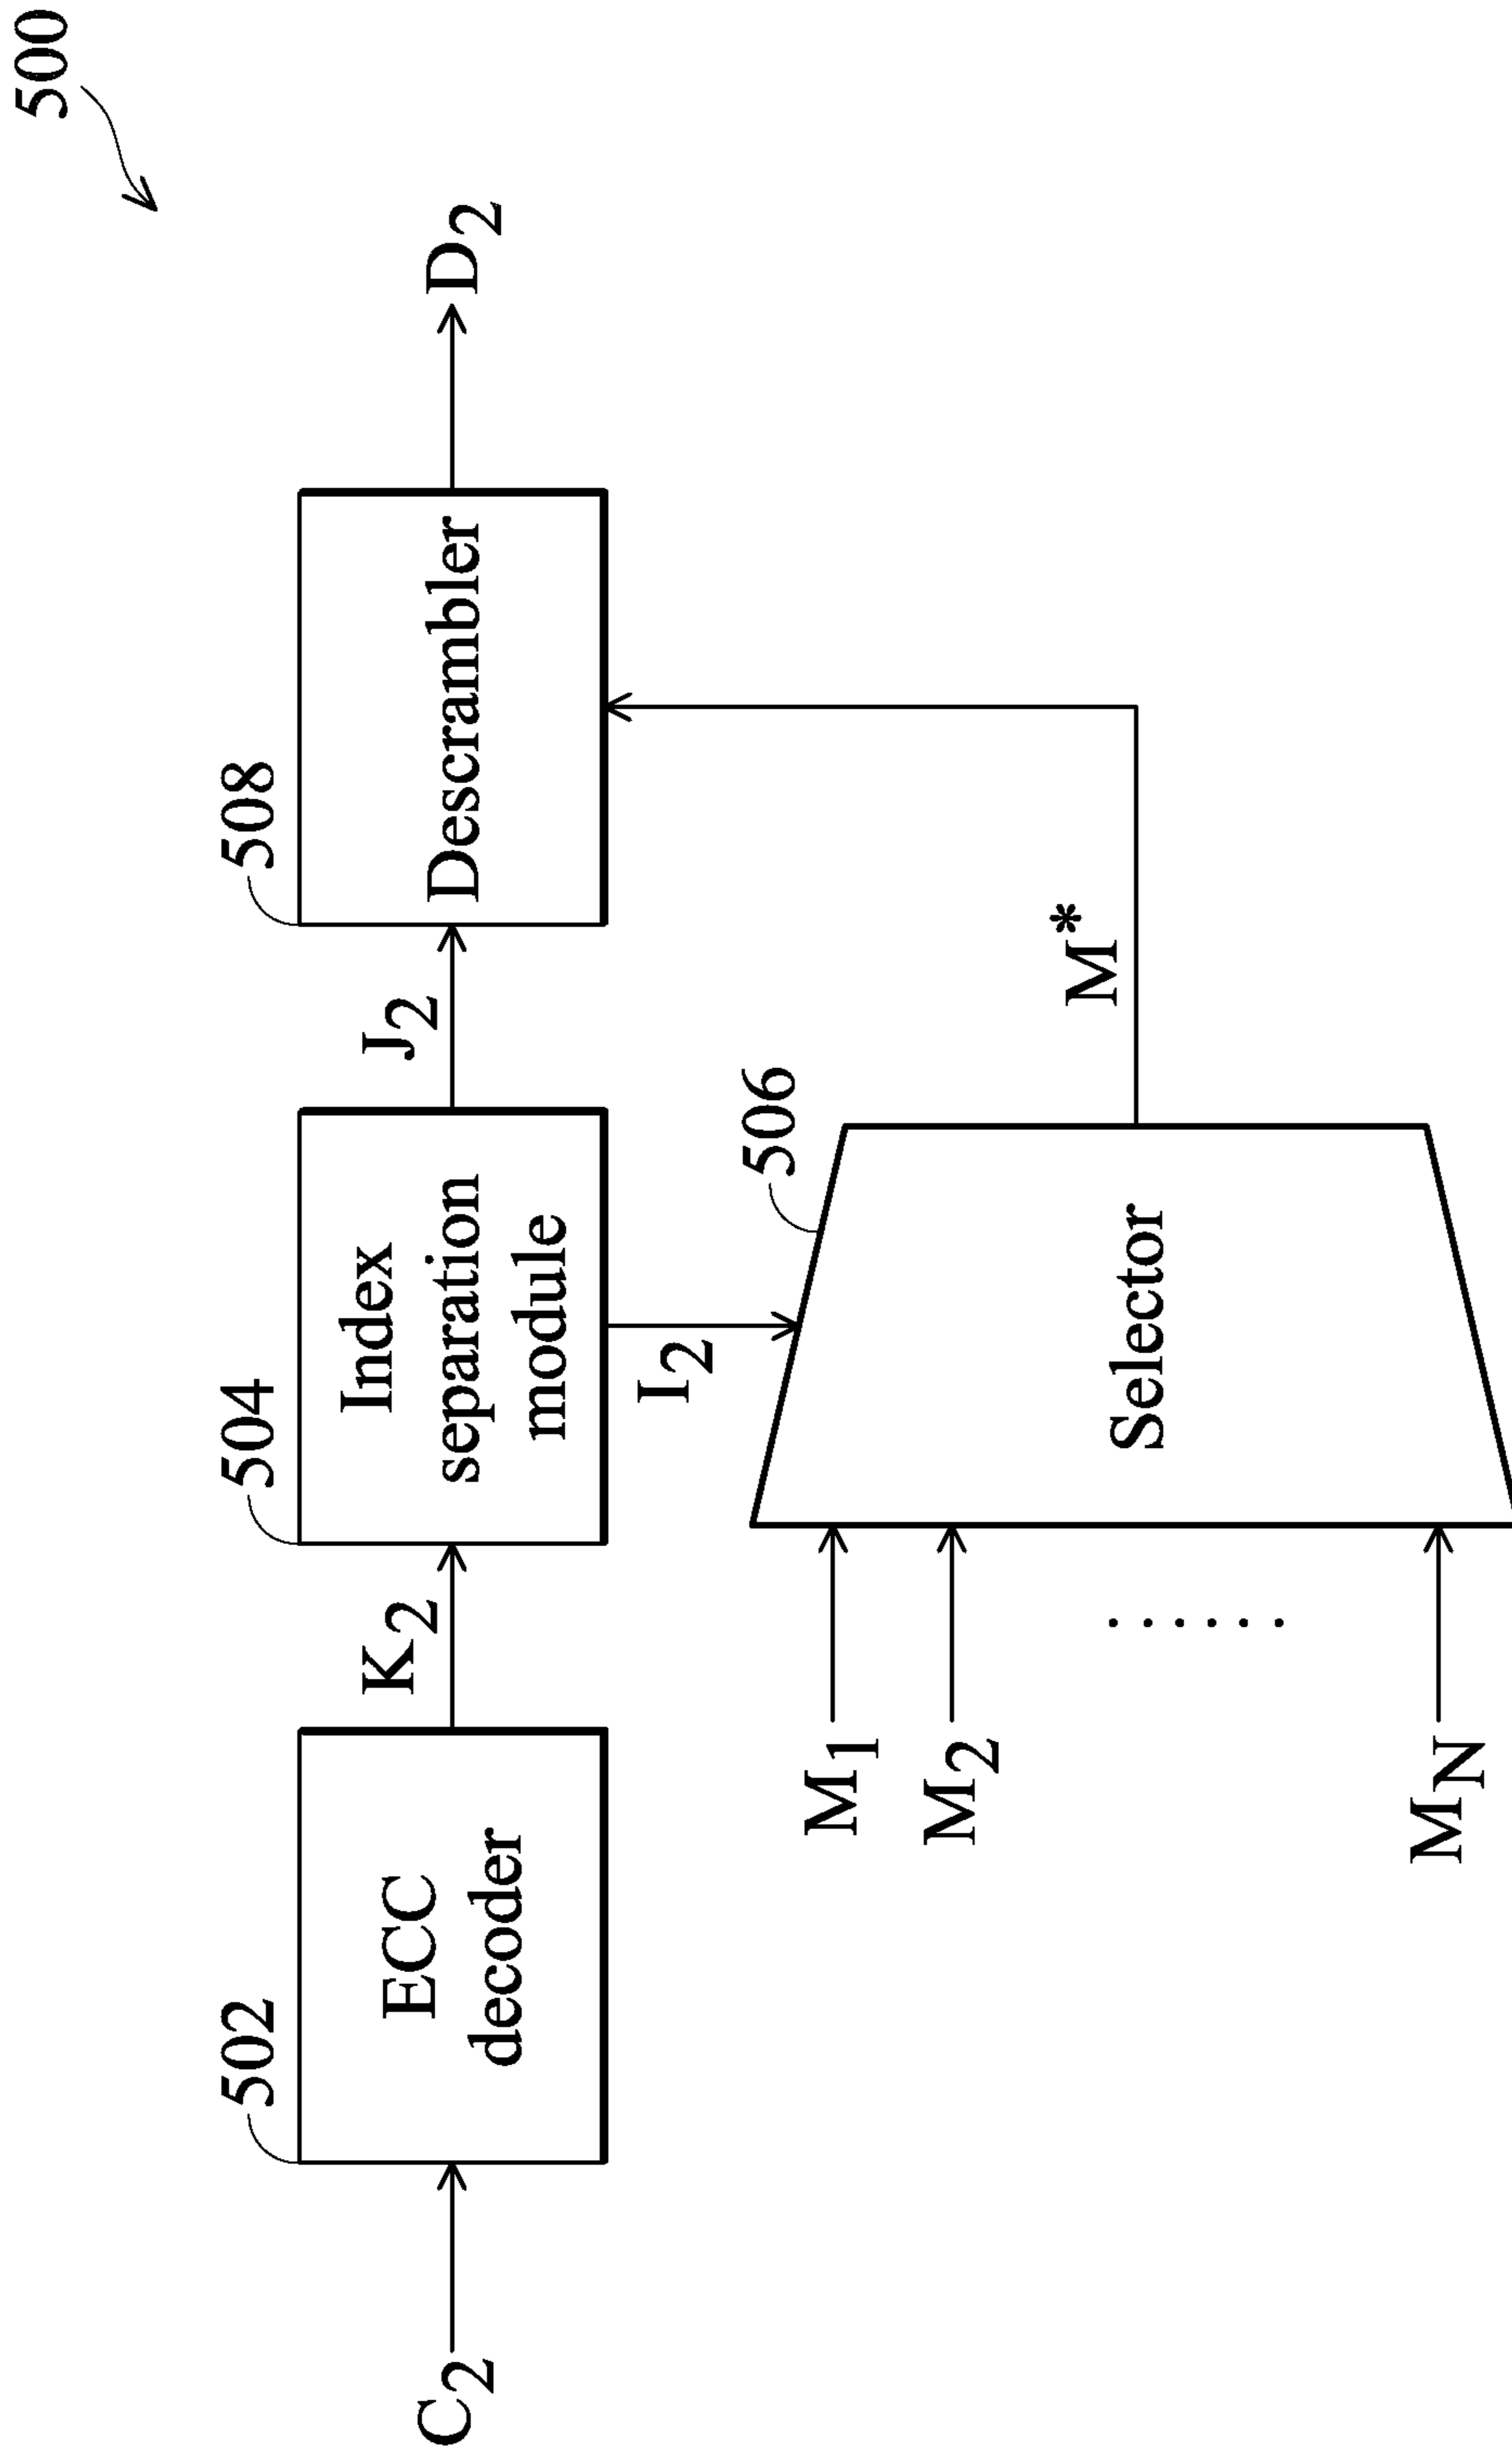 500
502
504
508
C2
ECC
decoder
K2
Index
separation
module
J2
Descrambler
D2
I2
506
M1
M2
......
MN
Selector
M*